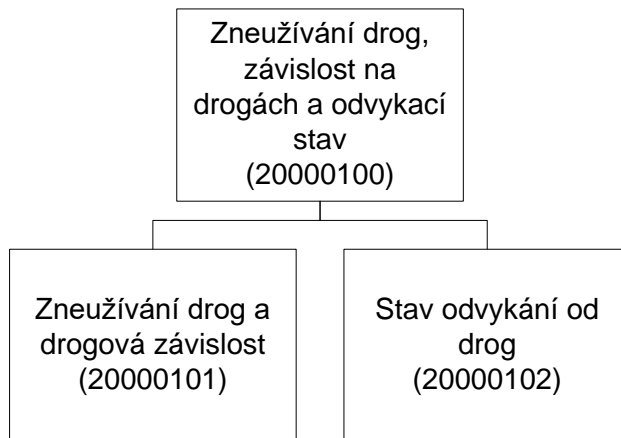 Zneužívání drog,
závislost na
drogách a odvykací
stav
(20000100)
Zneužívání drog a
drogová závislost
(20000101)
Stav odvykání od
drog
(20000102)